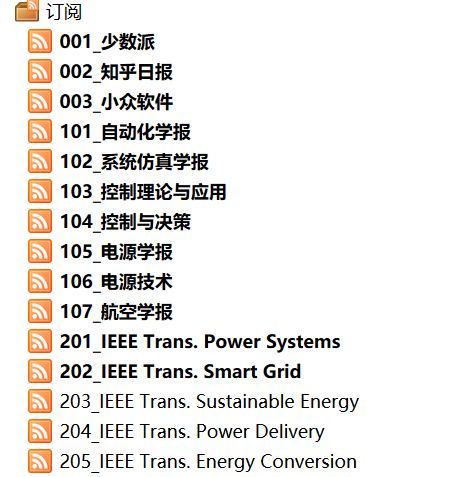 订阅
001_少数派
002_知乎日报
003_小众软件
101_自动化学报
102_系统仿真学报
103_控制理论与应用
104_控制与决策
105_电源学报
106_电源技术
107_航空学报
201_IEEE Trans. Power Systems
202_IEEE Trans. Smart Grid
203_IEEE Trans. Sustainable Energy
204_IEEE Trans. Power Delivery
205_IEEE Trans. Energy Conversion